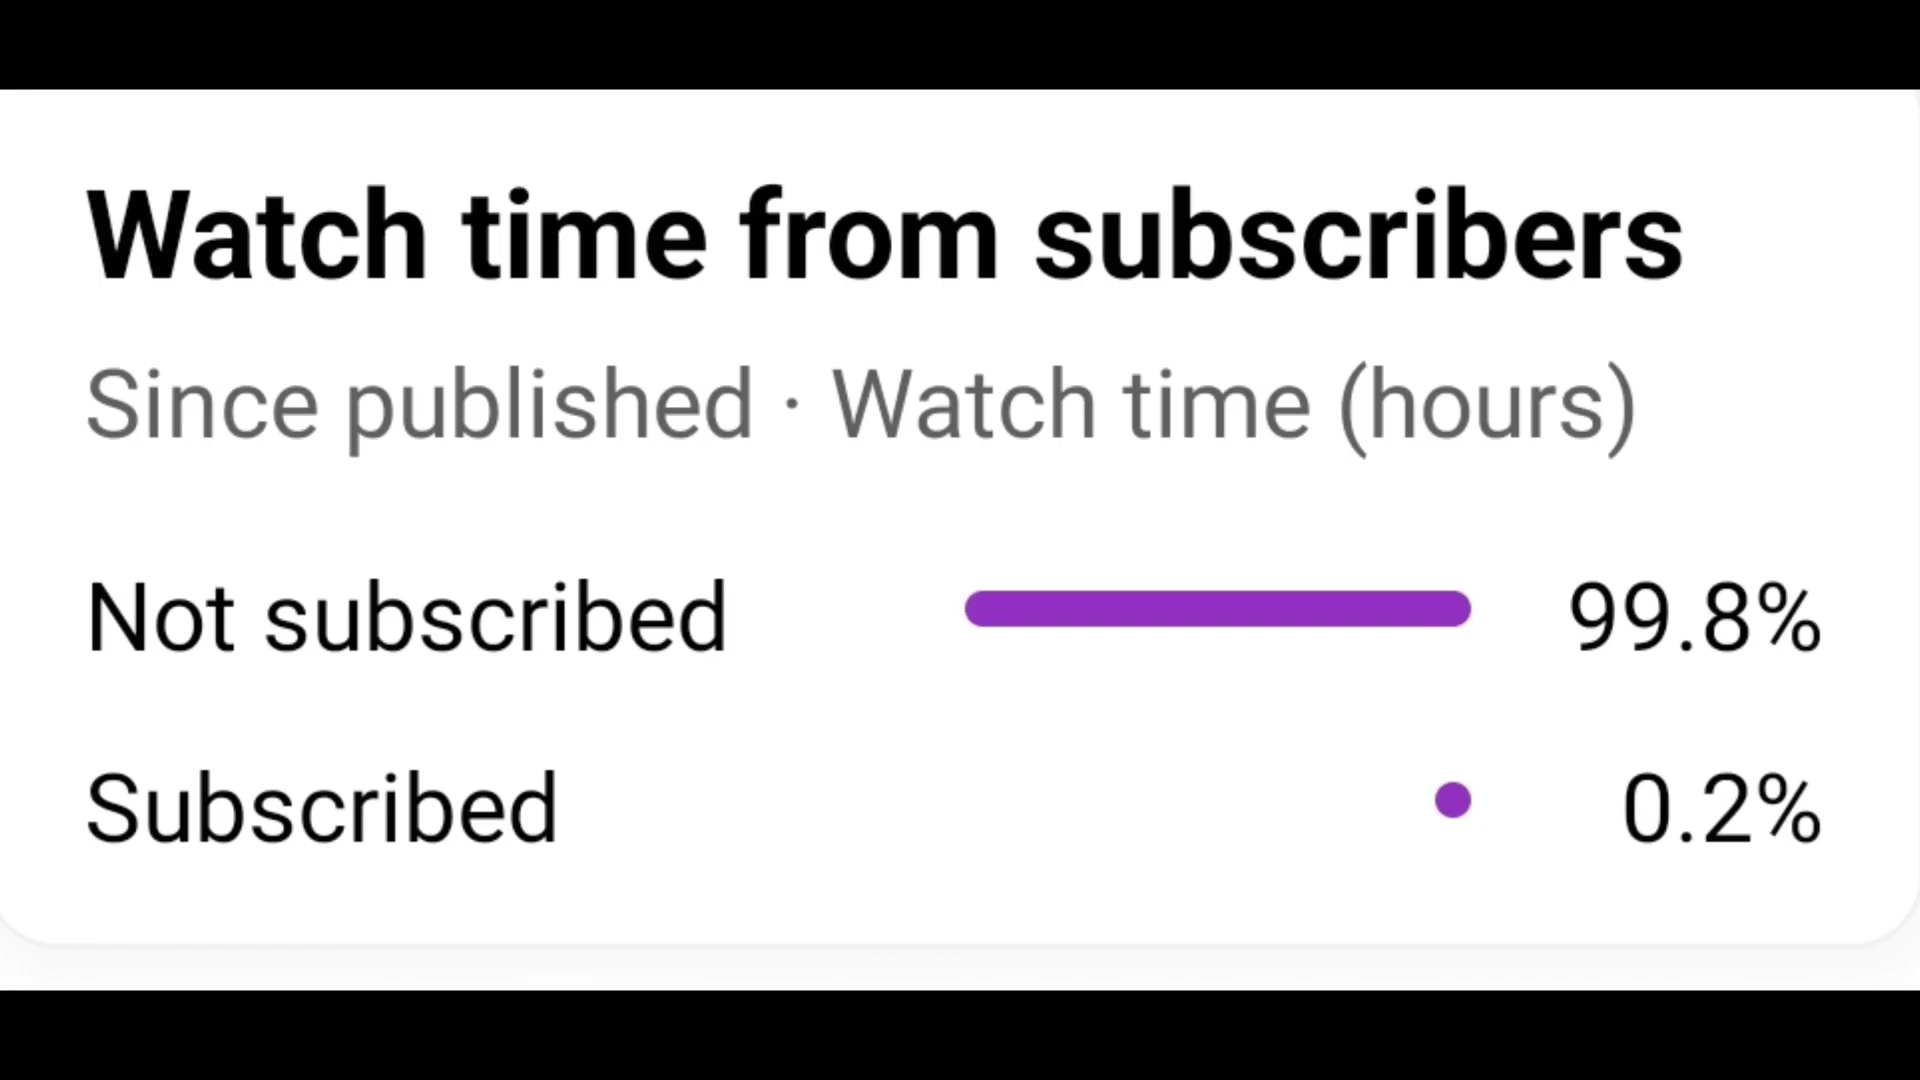 Watch time from subscribers
Since published · Watch time (hours)
Not subscribed 99.8%
Subscribed 0.2%